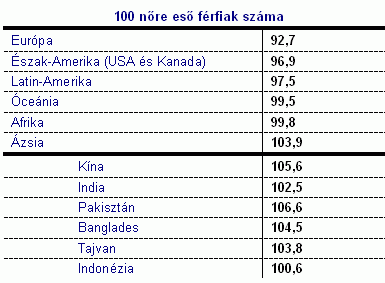 100 nőre eső férfiak száma
Európa 92,7
Észak-Amerika (USA és Kanada) 96,9
Latin-Amerika 97,5
Óceánia 99,5
Afrika 99,8
Ázsia 103,9
Kína 105,6
India 102,5
Pakisztán 106,6
Banglades 104,5
Tajvan 103,8
Indonézia 100,6